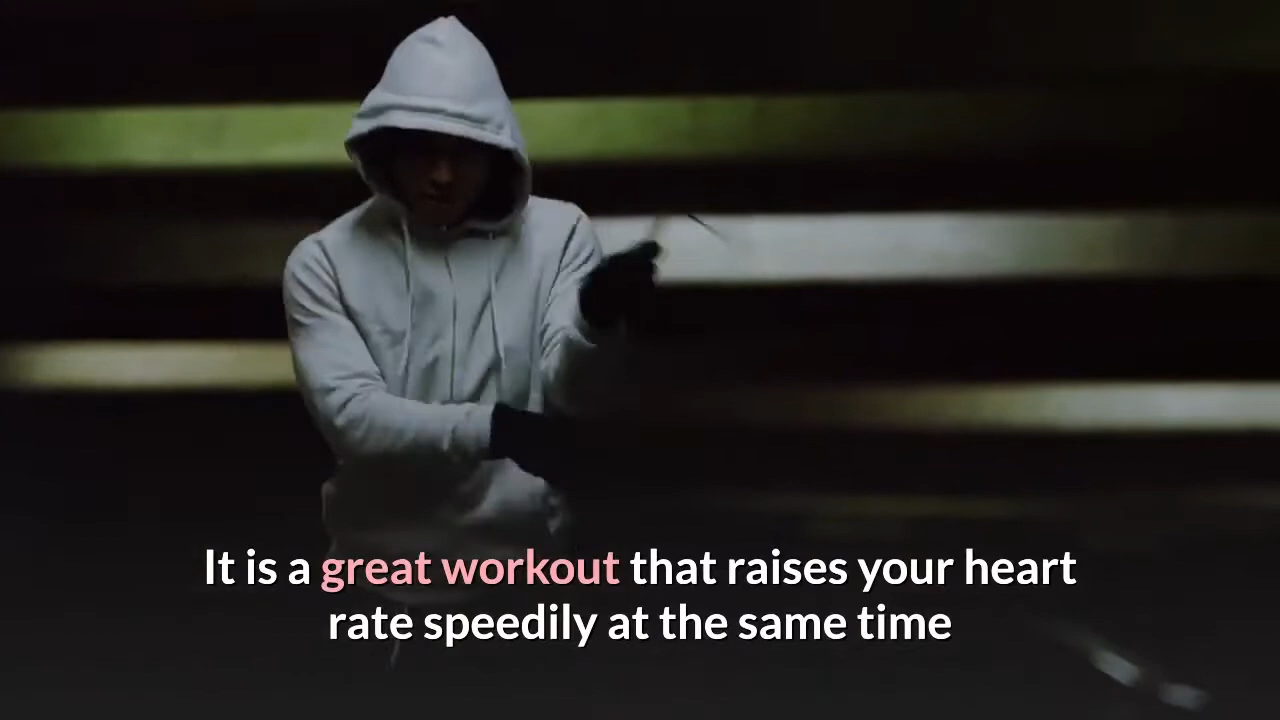 It is a great workout that raises your heart
rate speedily at the same time